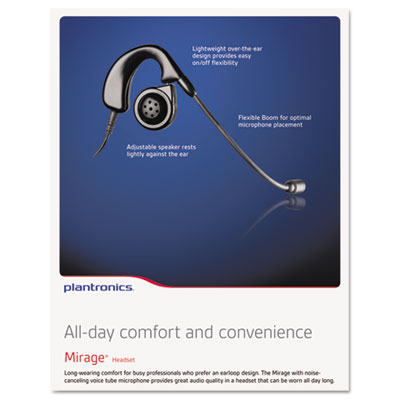 Lightweight over-the-ear
design provides easy
on/off flexibility
Flexible Boom for optimal
microphone placement
Adjustable speaker rests
lightly against the ear
plantronics.
All-day comfort and convenience
Mirage® Headset
Long-wearing comfort for busy professionals who prefer an earloop design. The Mirage with noise-
canceling voice tube microphone provides great audio quality in a headset that can be worn all day long.